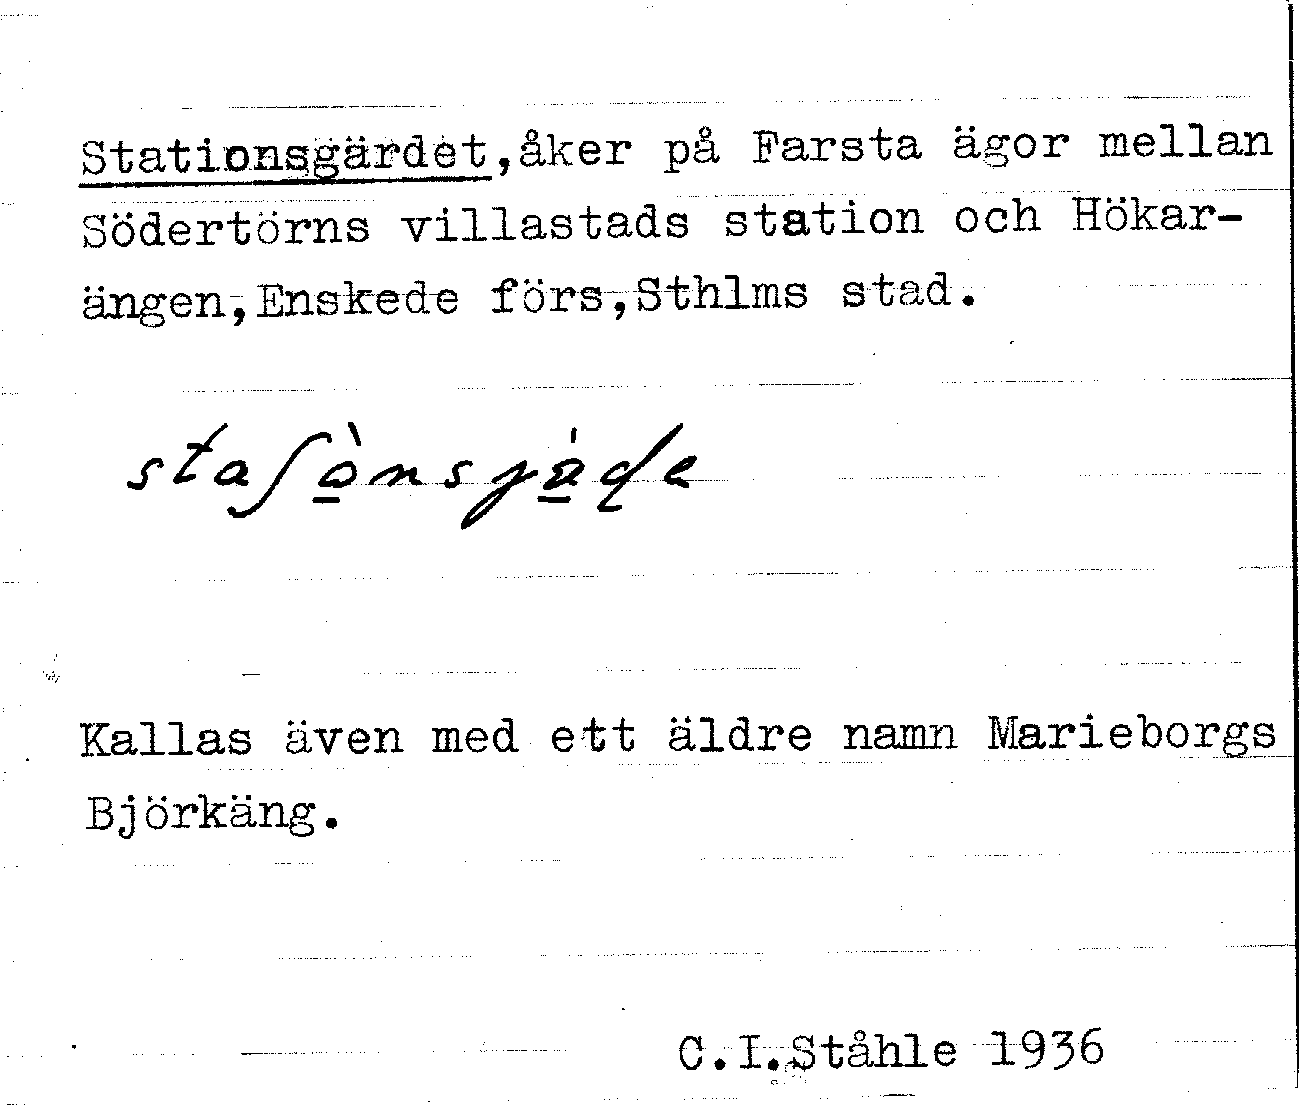 Stationsgärdet,åker på Farsta ägor mellan
Södertörns villastads station och Hökar-
ängen,Enskede förs,Sthlms stad.
Kallas även med ett äldre namn Marieborgs
Björkäng.
C.I.Ståhle 1936